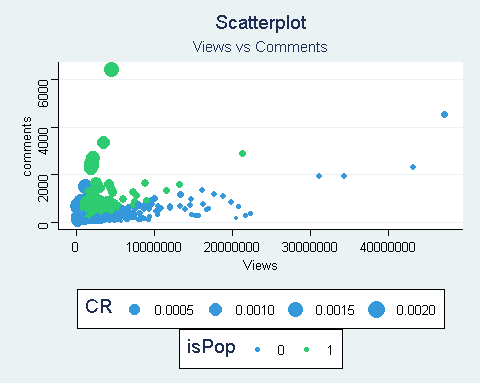 Scatterplot
Views vs Comments
6000
4000
2000
0
comments
0 10000000 20000000 30000000 40000000
Views
CR 0.0005 0.0010 0.0015 0.0020
isPop 0 1